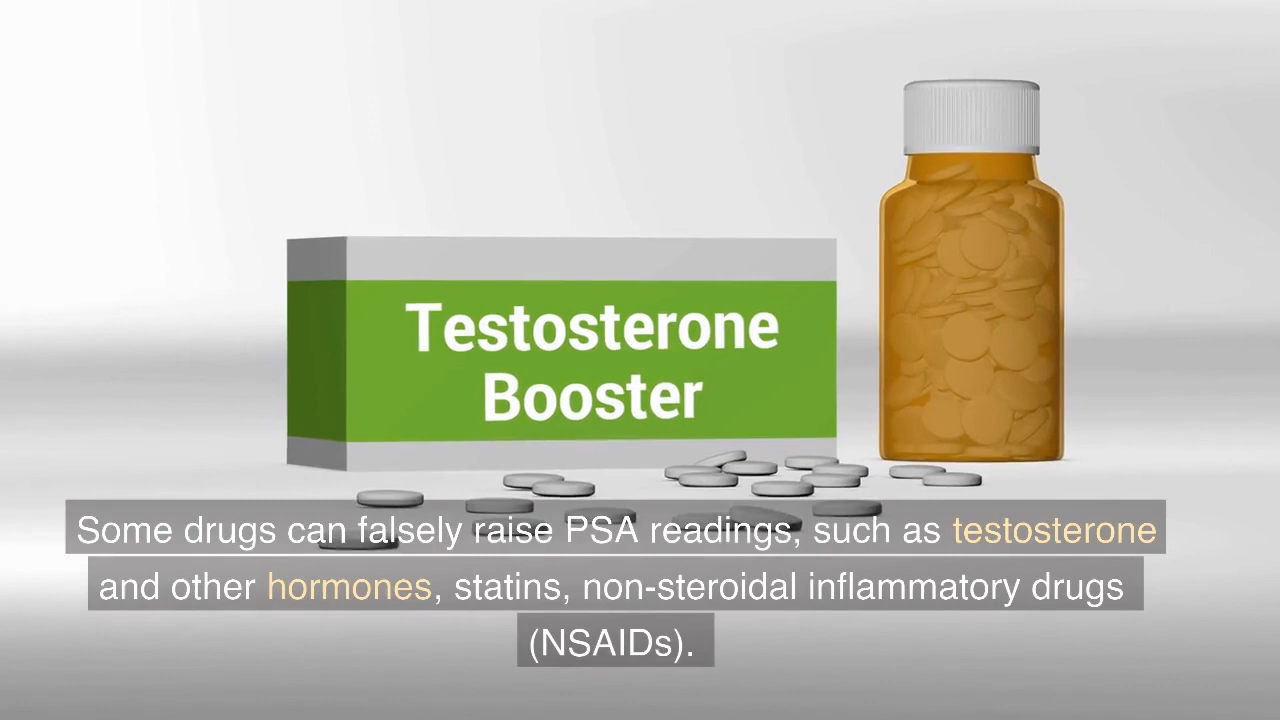 Testosterone
Booster
Some drugs can falsely raise PSA readings, such as testosterone
and other hormones, statins, non-steroidal inflammatory drugs
(NSAIDs).